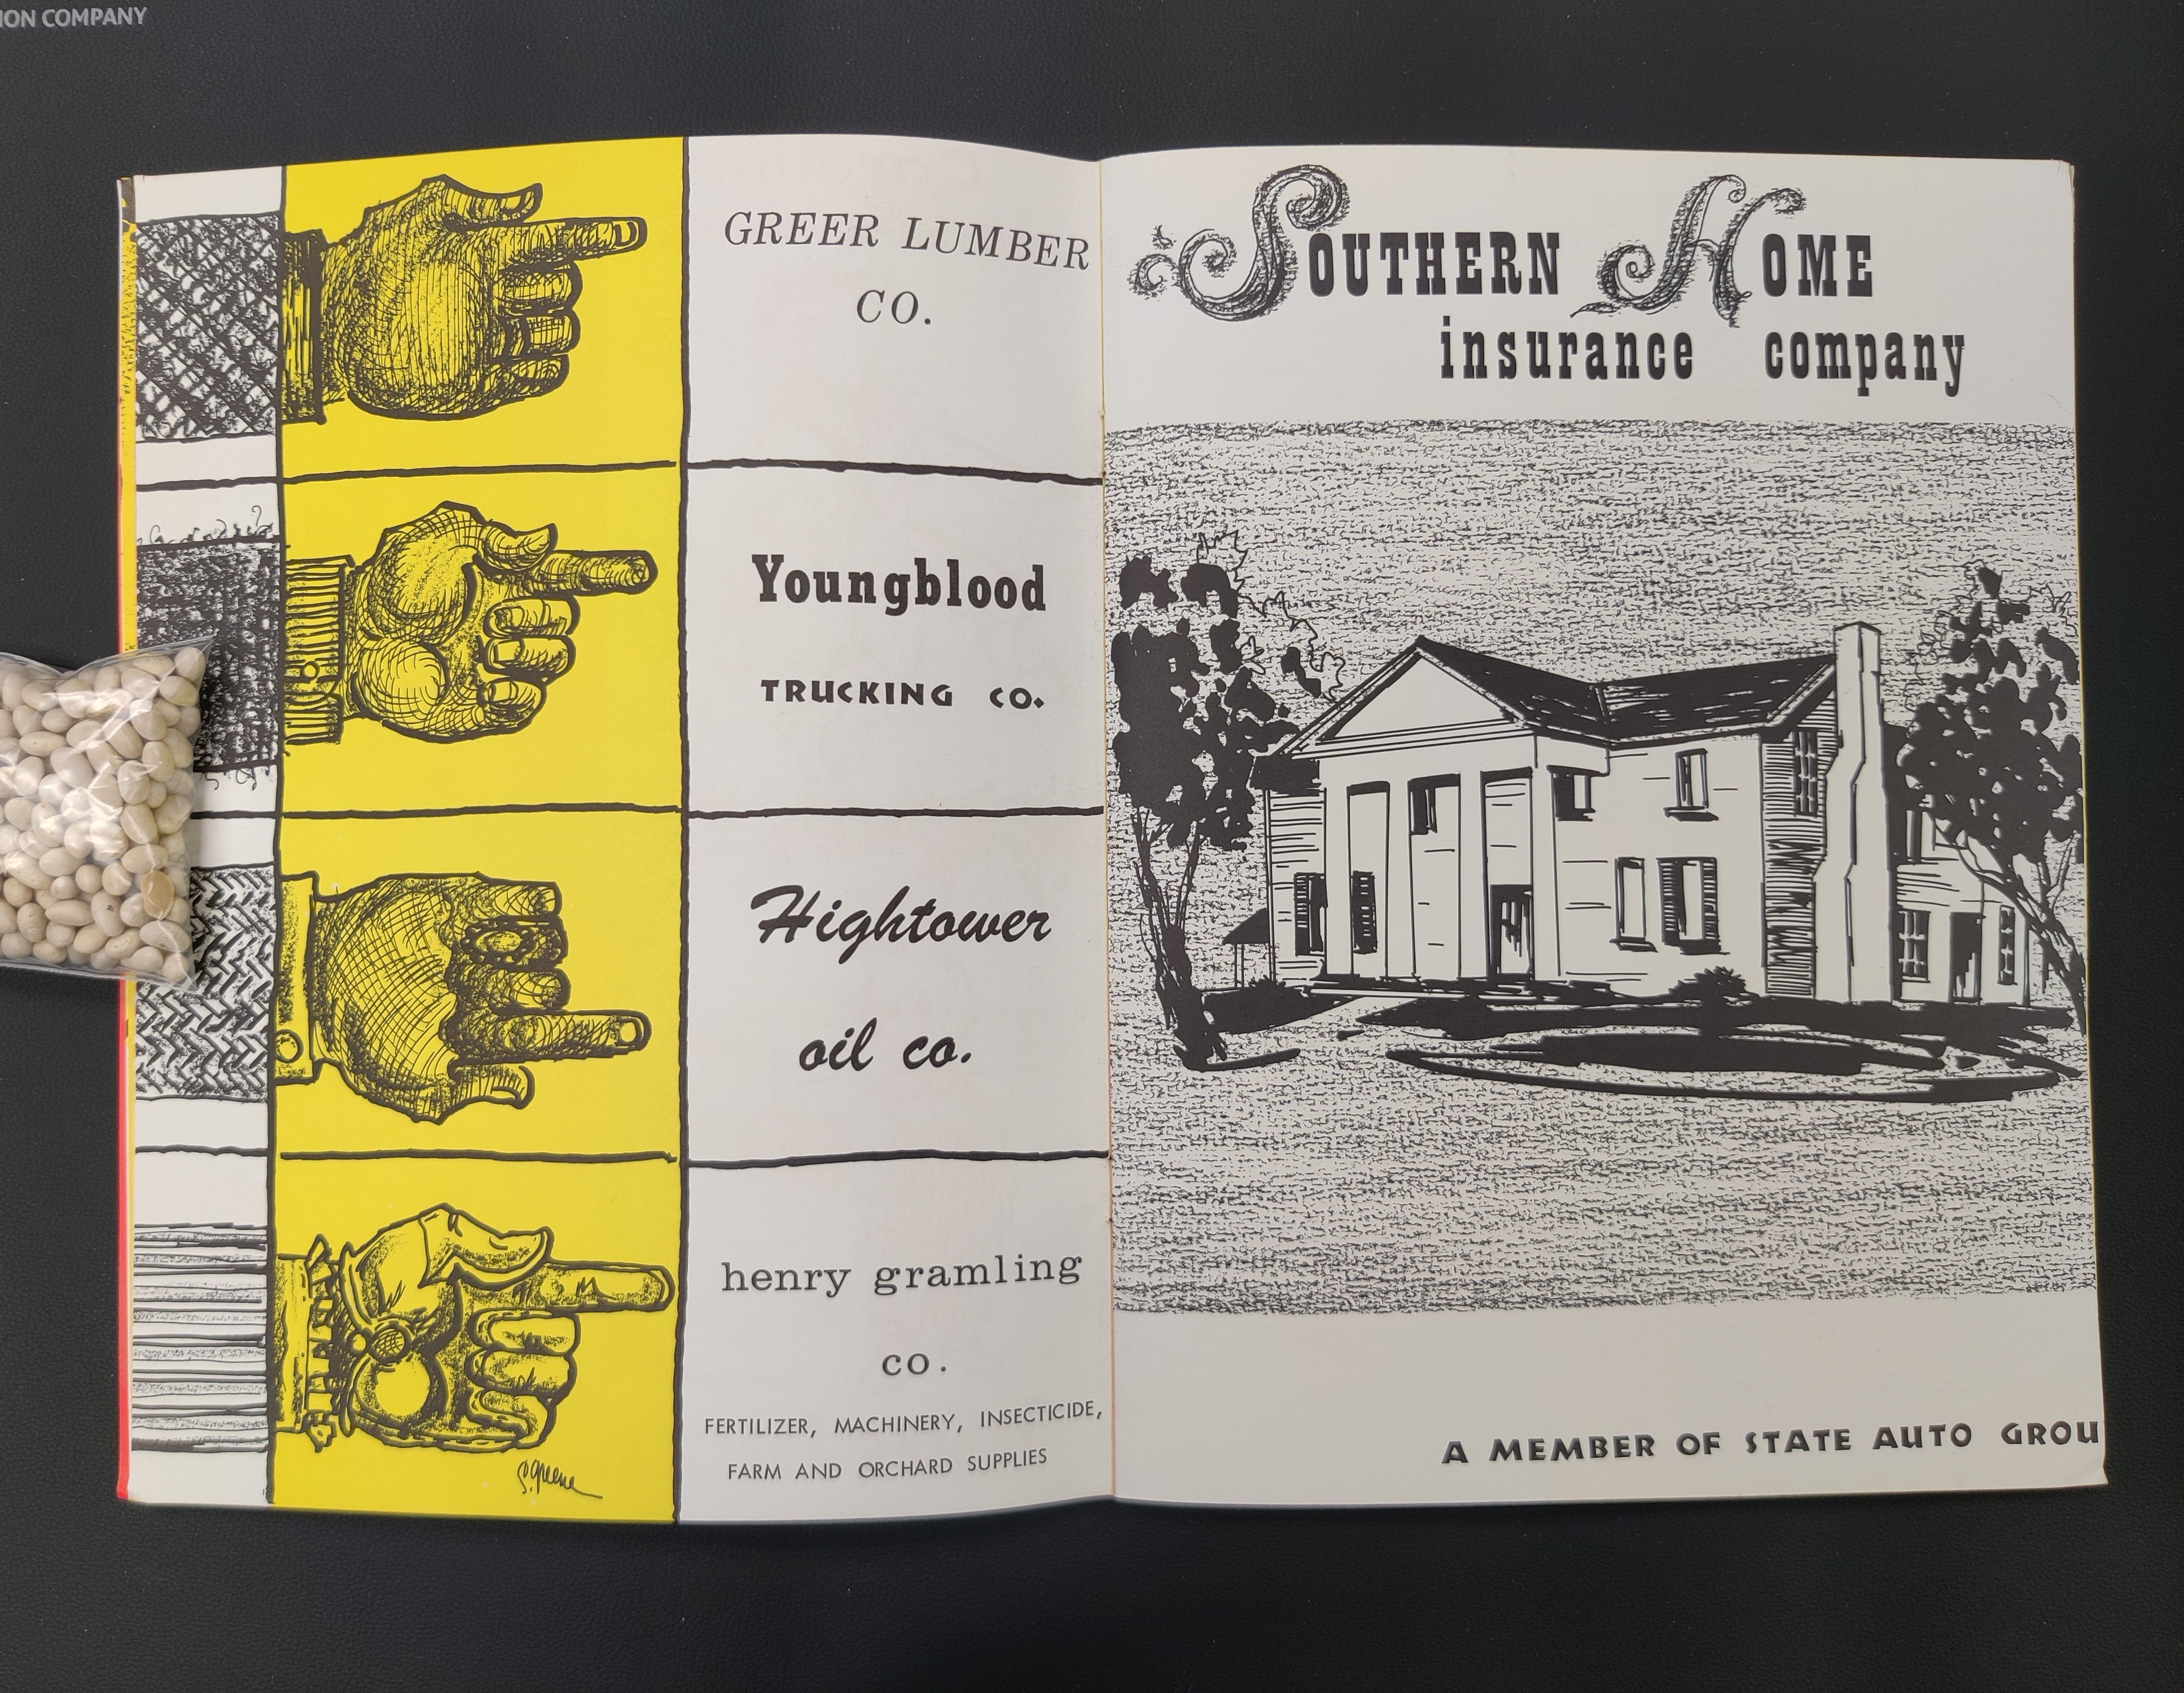 ION COMPANY
GREER LUMBER
CO.
Youngblood
TRUCKING CO.
Hightower
oil co.
henry gramling
co.
FERTILIZER, MACHINERY, INSECTICIDE,
FARM AND ORCHARD SUPPLIES
S. Greene
SOUTHERN HOME
insurance company
A MEMBER OF STATE AUTO GROU